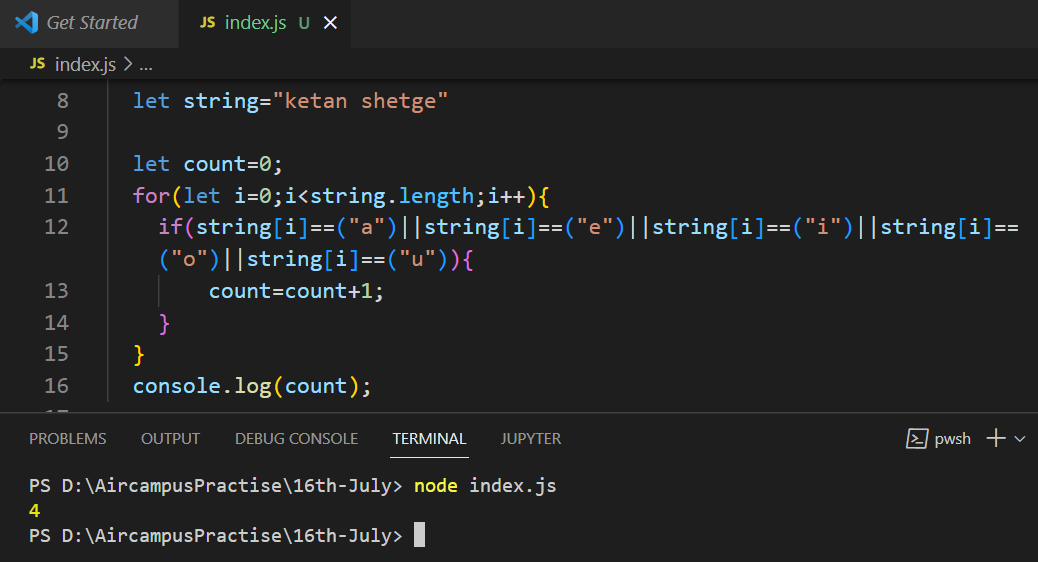 Get Started JS index.js U ×
JS index.js > ...
8 let string="ketan shetge"
9
10 let count=0;
11 for(let i=0;i<string.length;i++){
12 if(string[i]==("a")||string[i]==("e")||string[i]==("i")||string[i]==
("o")||string[i]==("u")){
13 count=count+1;
14 }
15 }
16 console.log(count);
PROBLEMS OUTPUT DEBUG CONSOLE TERMINAL JUPYTER pwsh
PS D:\AircampusPractise\16th-July> node index.js
4
PS D:\AircampusPractise\16th-July>